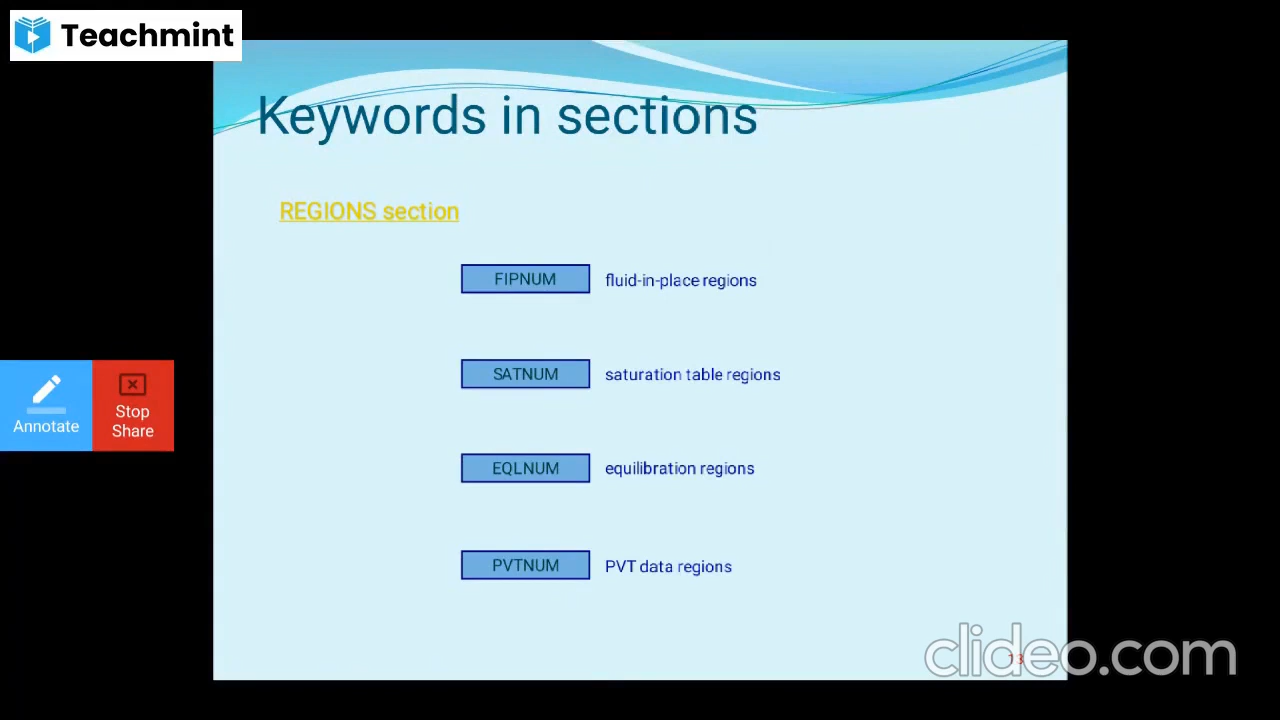 Teachmint
Keywords in sections
REGIONS section
FIPNUM fluid-in-place regions
SATNUM saturation table regions
Annotate
Stop
Share
EQLNUM equilibration regions
PVTNUM PVT data regions
clideo.com
13